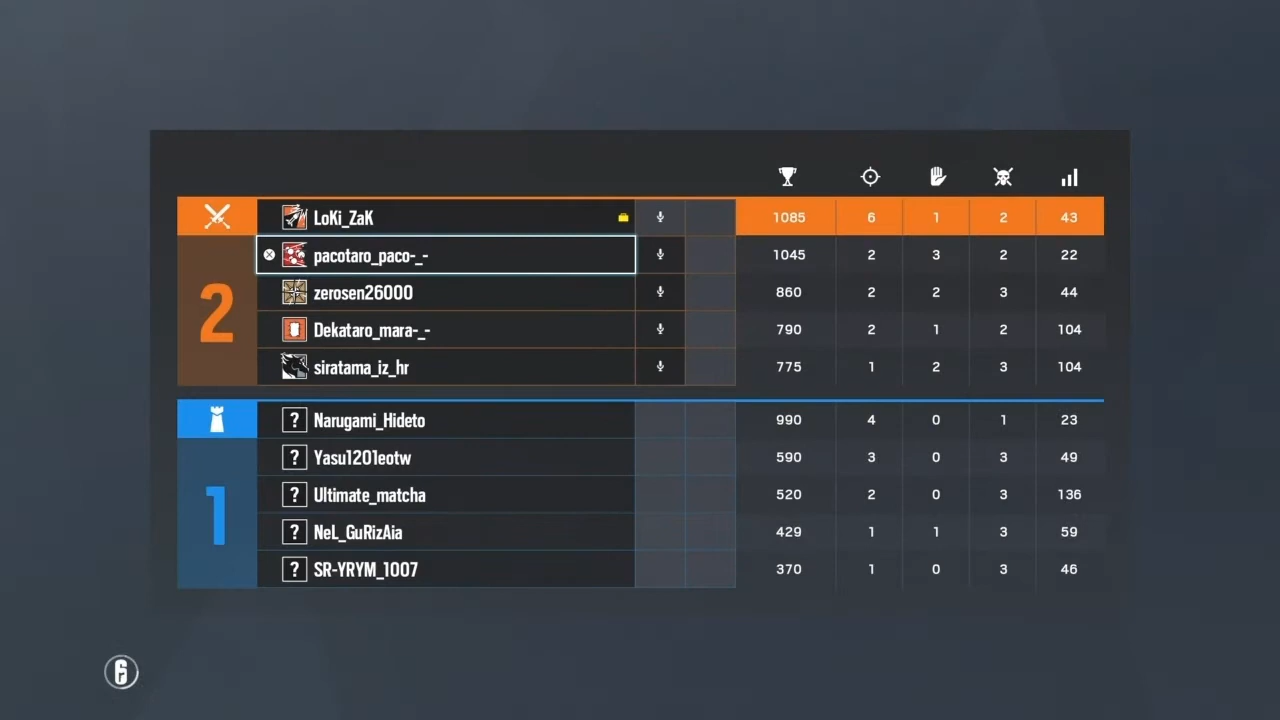 LoKi_ZaK 1085 6 1 2 43
pacotaro_paco-_- 1045 2 3 2 22
2
zerosen26000 860 2 2 3 44
Dekataro_mara-_- 790 2 1 2 104
siratama_iz_hr 775 1 2 3 104
? Narugami_Hideto 990 4 0 1 23
? Yasu1201eotw 590 3 0 3 49
1
? Ultimate_matcha 520 2 0 3 136
? NeL_GuRizAia 429 1 1 3 59
? SR-YRYM_1007 370 1 0 3 46
6